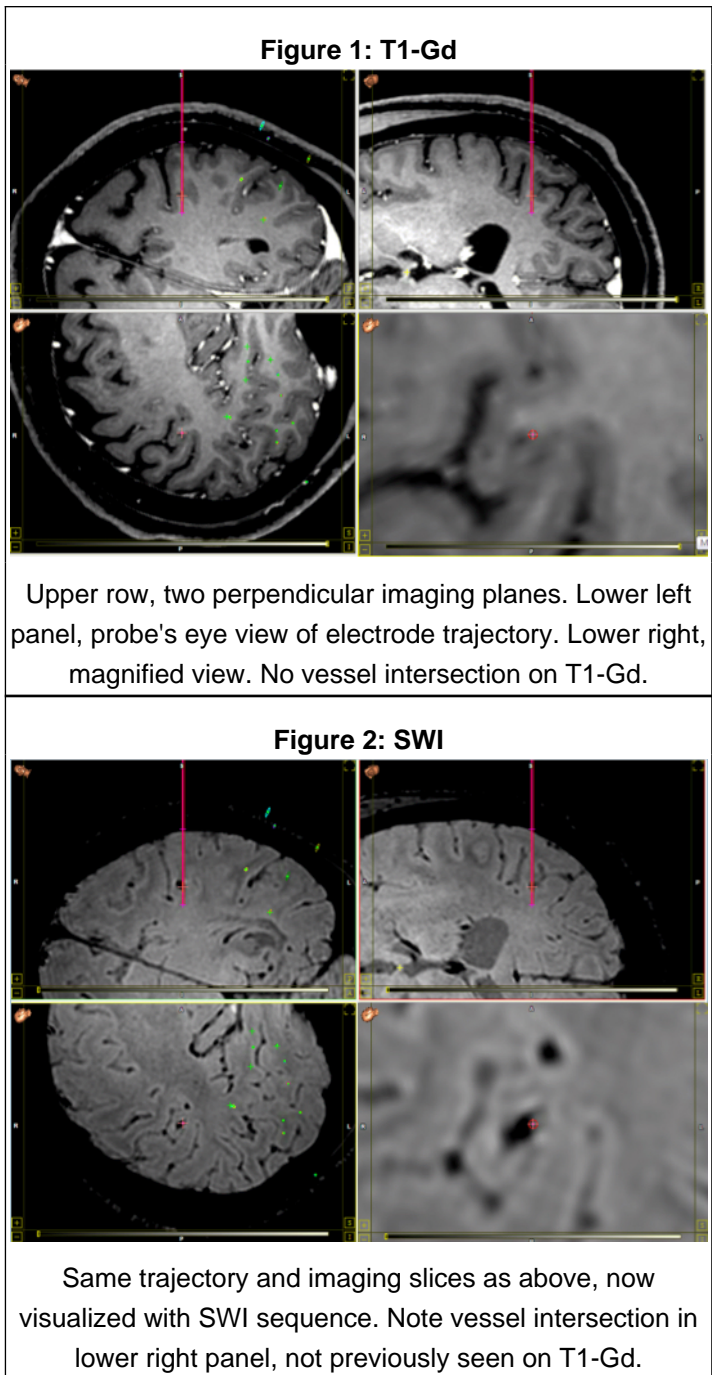 Figure 1: T1-Gd
S
R
L
P
A
R
L
P
A
R
L
P
M
Upper row, two perpendicular imaging planes. Lower left
panel, probe's eye view of electrode trajectory. Lower right,
magnified view. No vessel intersection on T1-Gd.
Figure 2: SWI
S
R
L
P
R
L
P
Same trajectory and imaging slices as above, now
visualized with SWI sequence. Note vessel intersection in
lower right panel, not previously seen on T1-Gd.